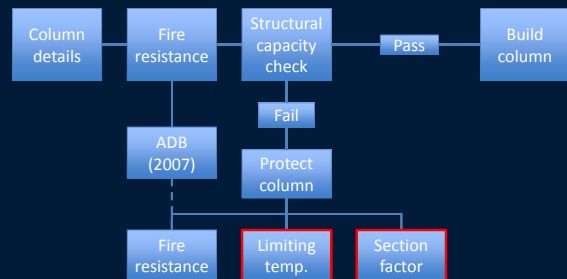 Column
details
Fire
resistance
Structural
capacity
check
Pass
Build
column
Fail
ADB
(2007)
Protect
column
Fire
resistance
Limiting
temp.
Section
factor